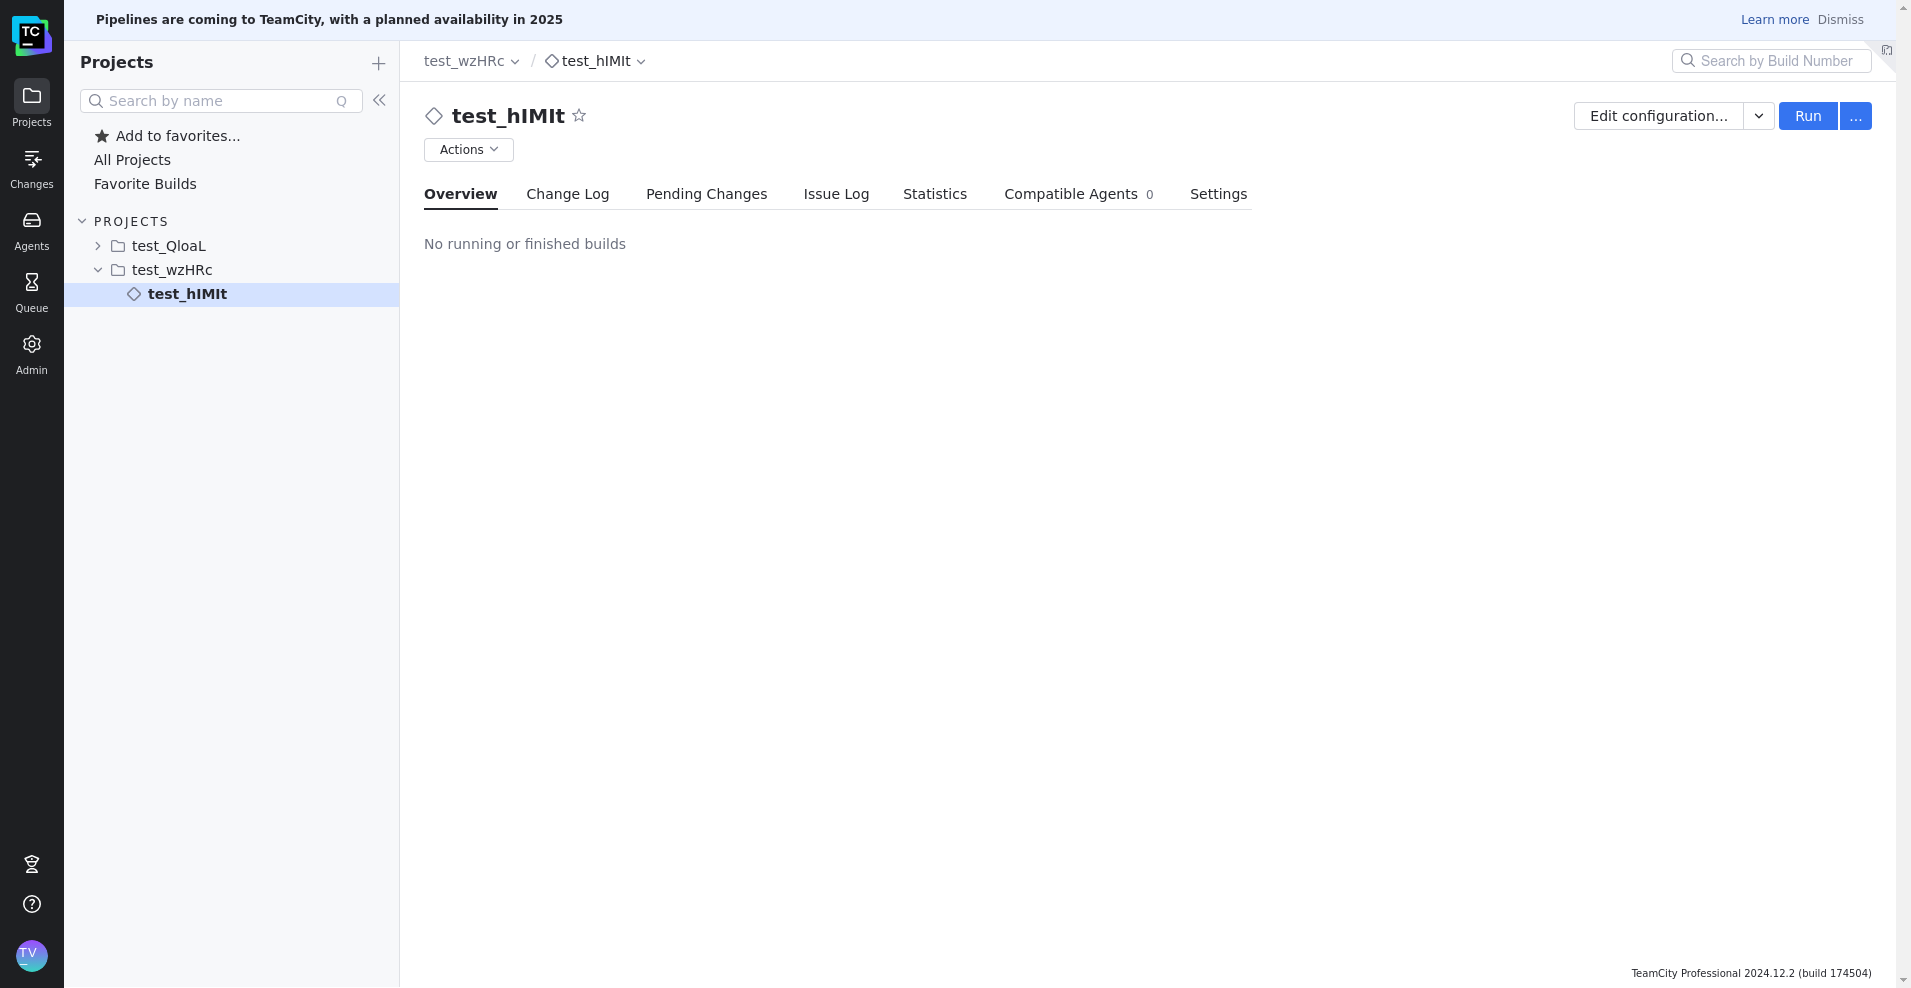 Pipelines are coming to TeamCity, with a planned availability in 2025
Learn more
Dismiss
TC
Projects
Changes
Agents
Queue
Admin
TV
Projects
Search by name
Q
Add to favorites...
All Projects
Favorite Builds
PROJECTS
test_QloaL
test_wzHRc
test_hIMIt
test_wzHRc / test_hIMIt
Search by Build Number
test_hIMIt
Edit configuration...
Run
...
Actions
Overview
Change Log
Pending Changes
Issue Log
Statistics
Compatible Agents 0
Settings
No running or finished builds
TeamCity Professional 2024.12.2 (build 174504)